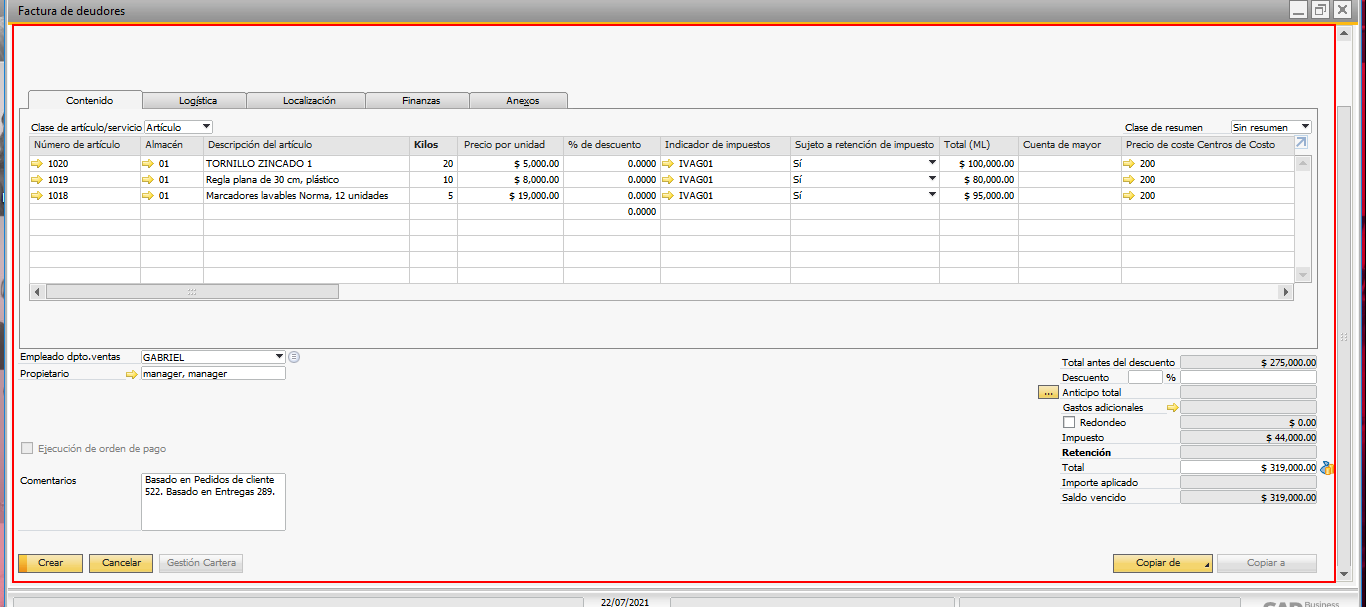 Factura de deudores
Contenido Logística Localización Finanzas Anexos
Clase de artículo/servicio Artículo Clase de resumen Sin resumen
Número de artículo Almacén Descripción del artículo Kilos Precio por unidad % de descuento Indicador de impuestos Sujeto a retención de impuesto Total (ML) Cuenta de mayor Precio de coste Centros de Costo
1020 01 TORNILLO ZINCADO 1 20 $ 5,000.00 0.0000 IVAG01 Sí $ 100,000.00 200
1019 01 Regla plana de 30 cm, plástico 10 $ 8,000.00 0.0000 IVAG01 Sí $ 80,000.00 200
1018 01 Marcadores lavables Norma, 12 unidades 5 $ 19,000.00 0.0000 IVAG01 Sí $ 95,000.00 200
0.0000
Empleado dpto.ventas GABRIEL
Propietario manager, manager
Ejecución de orden de pago
Comentarios Basado en Pedidos de cliente
522. Basado en Entregas 289.
Total antes del descuento $ 275,000.00
Descuento %
... Anticipo total
Gastos adicionales
Redondeo $ 0.00
Impuesto $ 44,000.00
Retención
Total $ 319,000.00
Importe aplicado
Saldo vencido $ 319,000.00
Crear Cancelar Gestión Cartera Copiar de Copiar a
22/07/2021
SAP Business